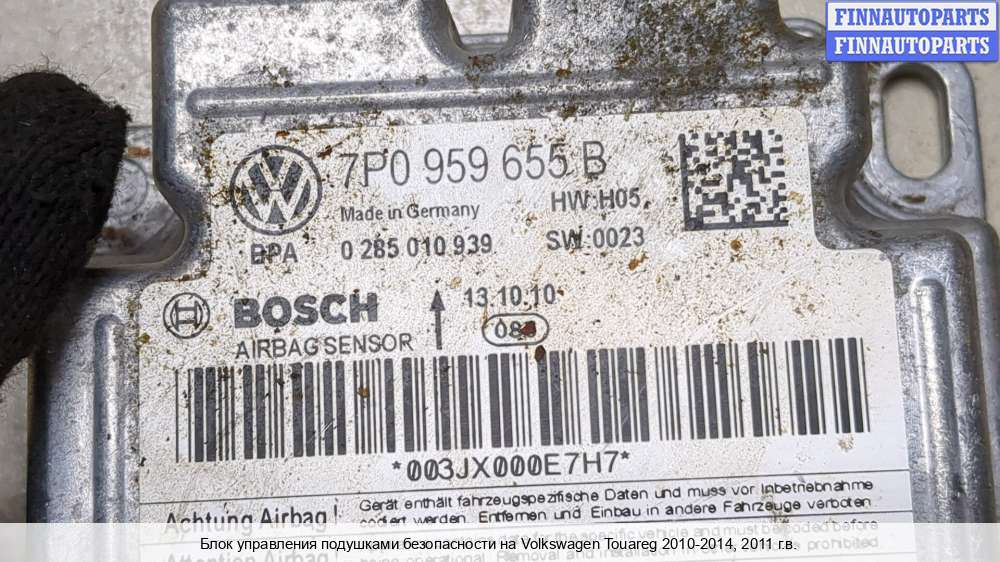 FINNAUTOPARTS
FINNAUTOPARTS
7P0 959 655 B
Made in Germany HW:H05
BPA 0 285 010 939 SW:0023
BOSCH 13.10.10
AIRBAG SENSOR
*003JX000E7H7*
Achtung Airbag! Gerät enthält fahrzeugspezifische Daten und muss vor Inbetriebnahme
codiert werden. Entfernen und Einbau in andere Fahrzeuge verboten
Блок управления подушками безопасности на Volkswagen Touareg 2010-2014, 2011 г.в.